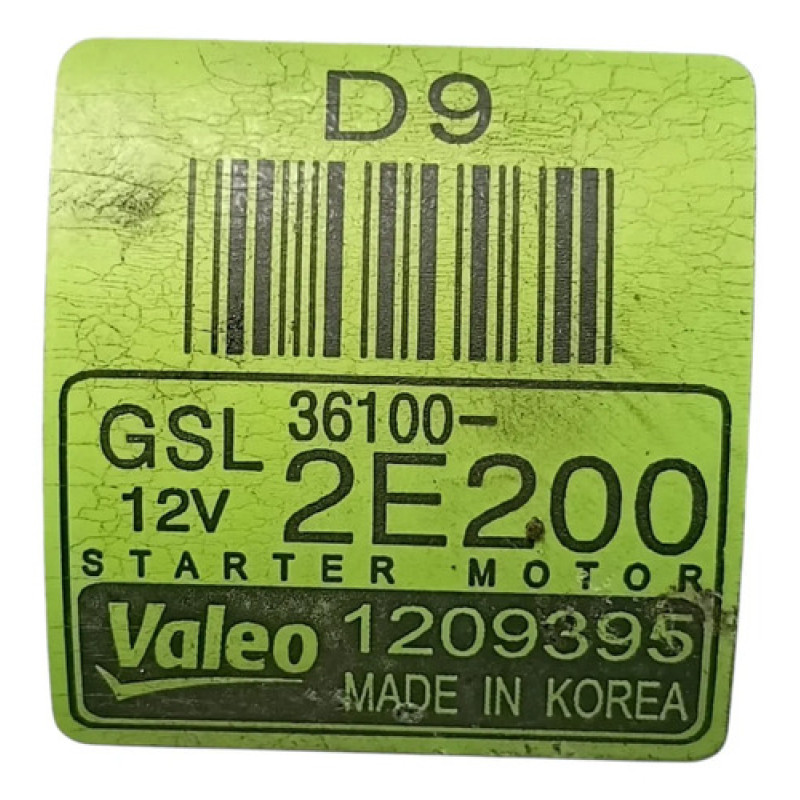 D9
GSL 36100-
12V 2E200
STARTER MOTOR
Valeo 1209395
MADE IN KOREA